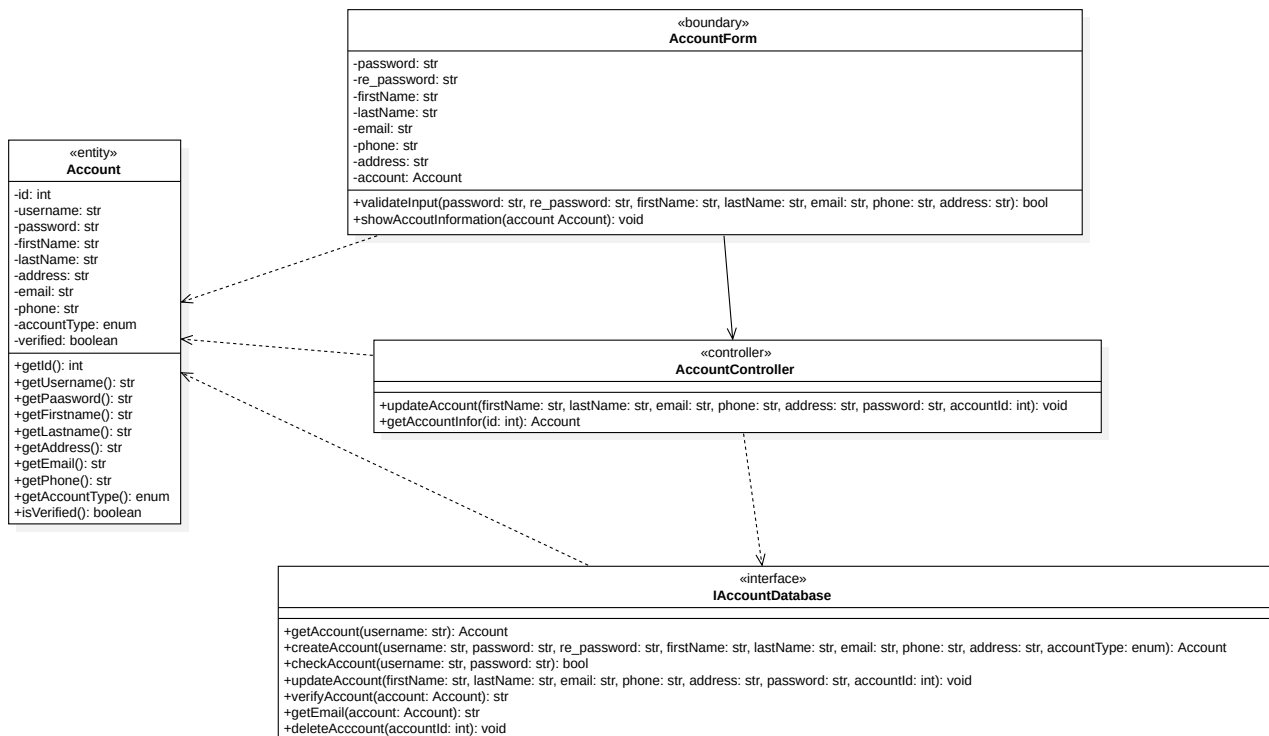 «boundary»
AccountForm
-password: str
-re_password: str
-firstName: str
-lastName: str
-email: str
-phone: str
-address: str
-account: Account
+validateInput(password: str, re_password: str, firstName: str, lastName: str, email: str, phone: str, address: str): bool
+showAccoutInformation(account Account): void
«entity»
Account
-id: int
-username: str
-password: str
-firstName: str
-lastName: str
-address: str
-email: str
-phone: str
-accountType: enum
-verified: boolean
+getId(): int
+getUsername(): str
+getPaasword(): str
+getFirstname(): str
+getLastname(): str
+getAddress(): str
+getEmail(): str
+getPhone(): str
+getAccountType(): enum
+isVerified(): boolean
«controller»
AccountController
+updateAccount(firstName: str, lastName: str, email: str, phone: str, address: str, password: str, accountId: int): void
+getAccountInfor(id: int): Account
«interface»
IAccountDatabase
+getAccount(username: str): Account
+createAccount(username: str, password: str, re_password: str, firstName: str, lastName: str, email: str, phone: str, address: str, accountType: enum): Account
+checkAccount(username: str, password: str): bool
+updateAccount(firstName: str, lastName: str, email: str, phone: str, address: str, password: str, accountId: int): void
+verifyAccount(account: Account): str
+getEmail(account: Account): str
+deleteAcccount(accountId: int): void